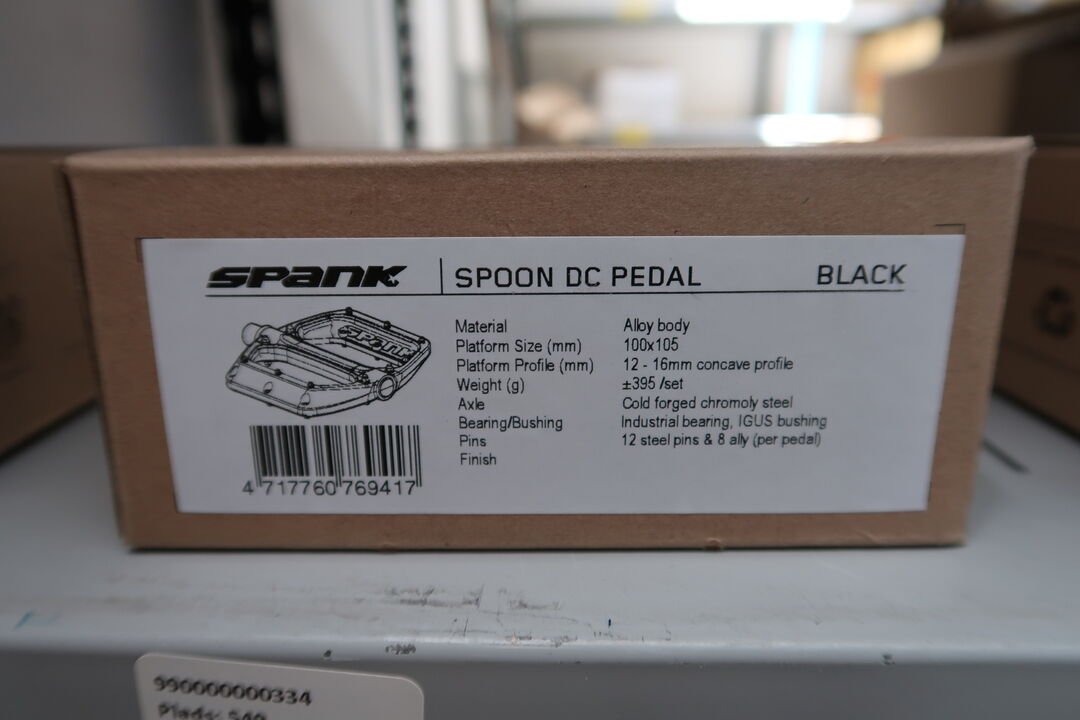 SPANK | SPOON DC PEDAL BLACK
SPANK
Material Alloy body
Platform Size (mm) 100x105
Platform Profile (mm) 12 - 16mm concave profile
Weight (g) ±395 /set
Axle Cold forged chromoly steel
Bearing/Bushing Industrial bearing, IGUS bushing
Pins 12 steel pins & 8 ally (per pedal)
Finish
4 717760 769417
990000000334